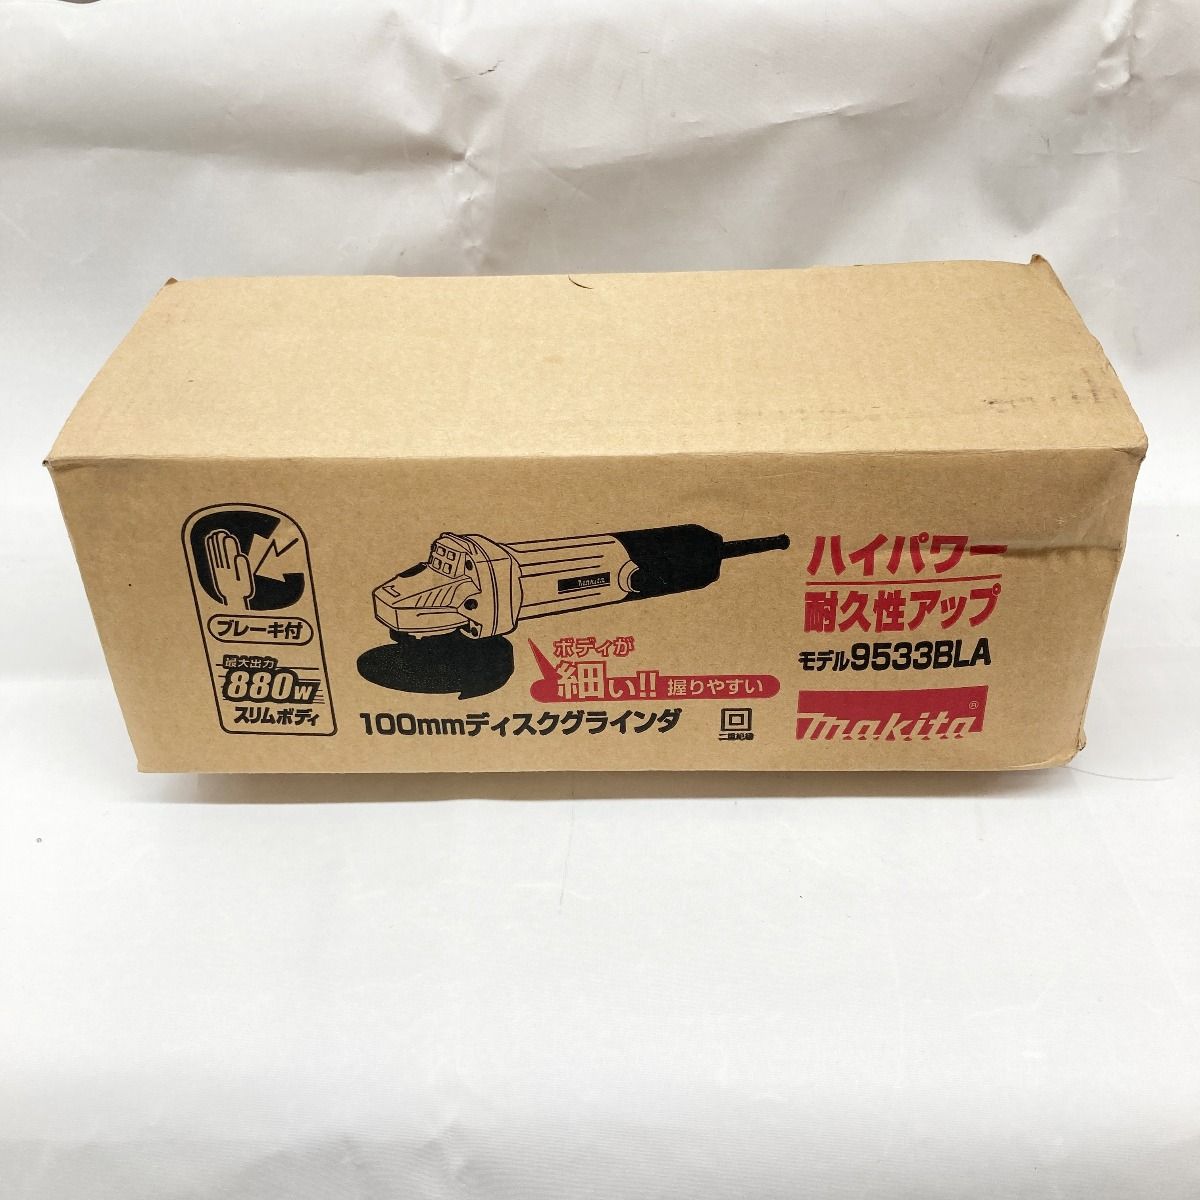 ブレーキ付
最大出力
880W
スリムボディ
makita
ボディが
細い!! 握りやすい
100mmディスクグラインダ
二重絶縁
ハイパワー
耐久性アップ
モデル9533BLA
makita®